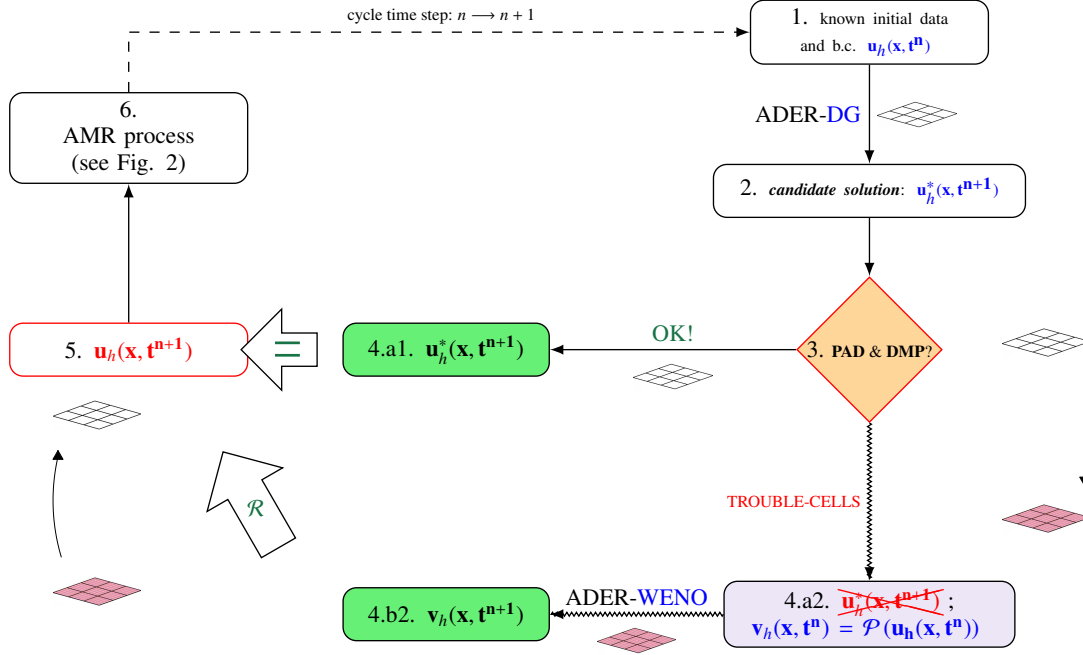 cycle time step: n ⟶ n + 1
1. known initial data
and b.c. u_h(x, t^n)
6.
AMR process
(see Fig. 2)
ADER-DG
2. candidate solution: u*_h(x, t^{n+1})
OK!
3. PAD & DMP?
4.a1. u*_h(x, t^{n+1})
=
5. u_h(x, t^{n+1})
R
TROUBLE-CELLS
ADER-WENO
4.b2. v_h(x, t^{n+1})
4.a2. u*_h(x, t^{n+1}) ;
v_h(x, t^n) = P(u_h(x, t^n))